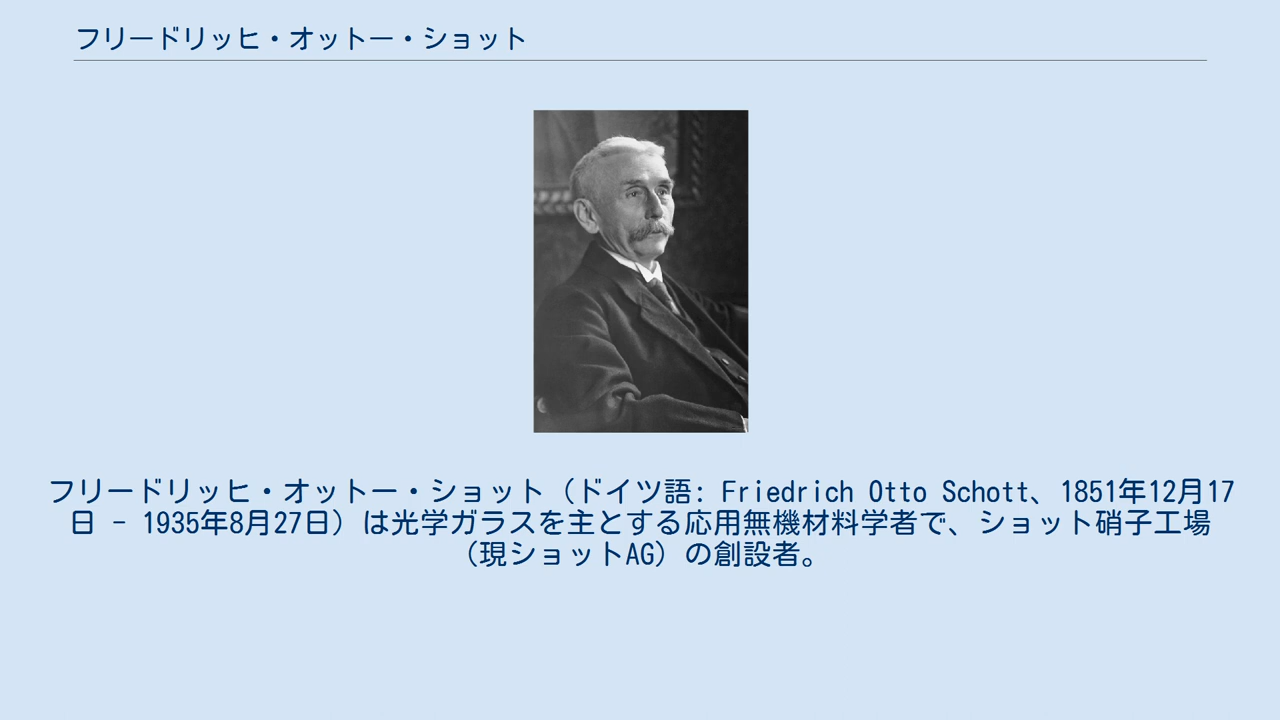 フリードリッヒ・オットー・ショット
フリードリッヒ・オットー・ショット（ドイツ語: Friedrich Otto Schott、1851年12月17
日 - 1935年8月27日）は光学ガラスを主とする応用無機材料学者で、ショット硝子工場
（現ショットAG）の創設者。